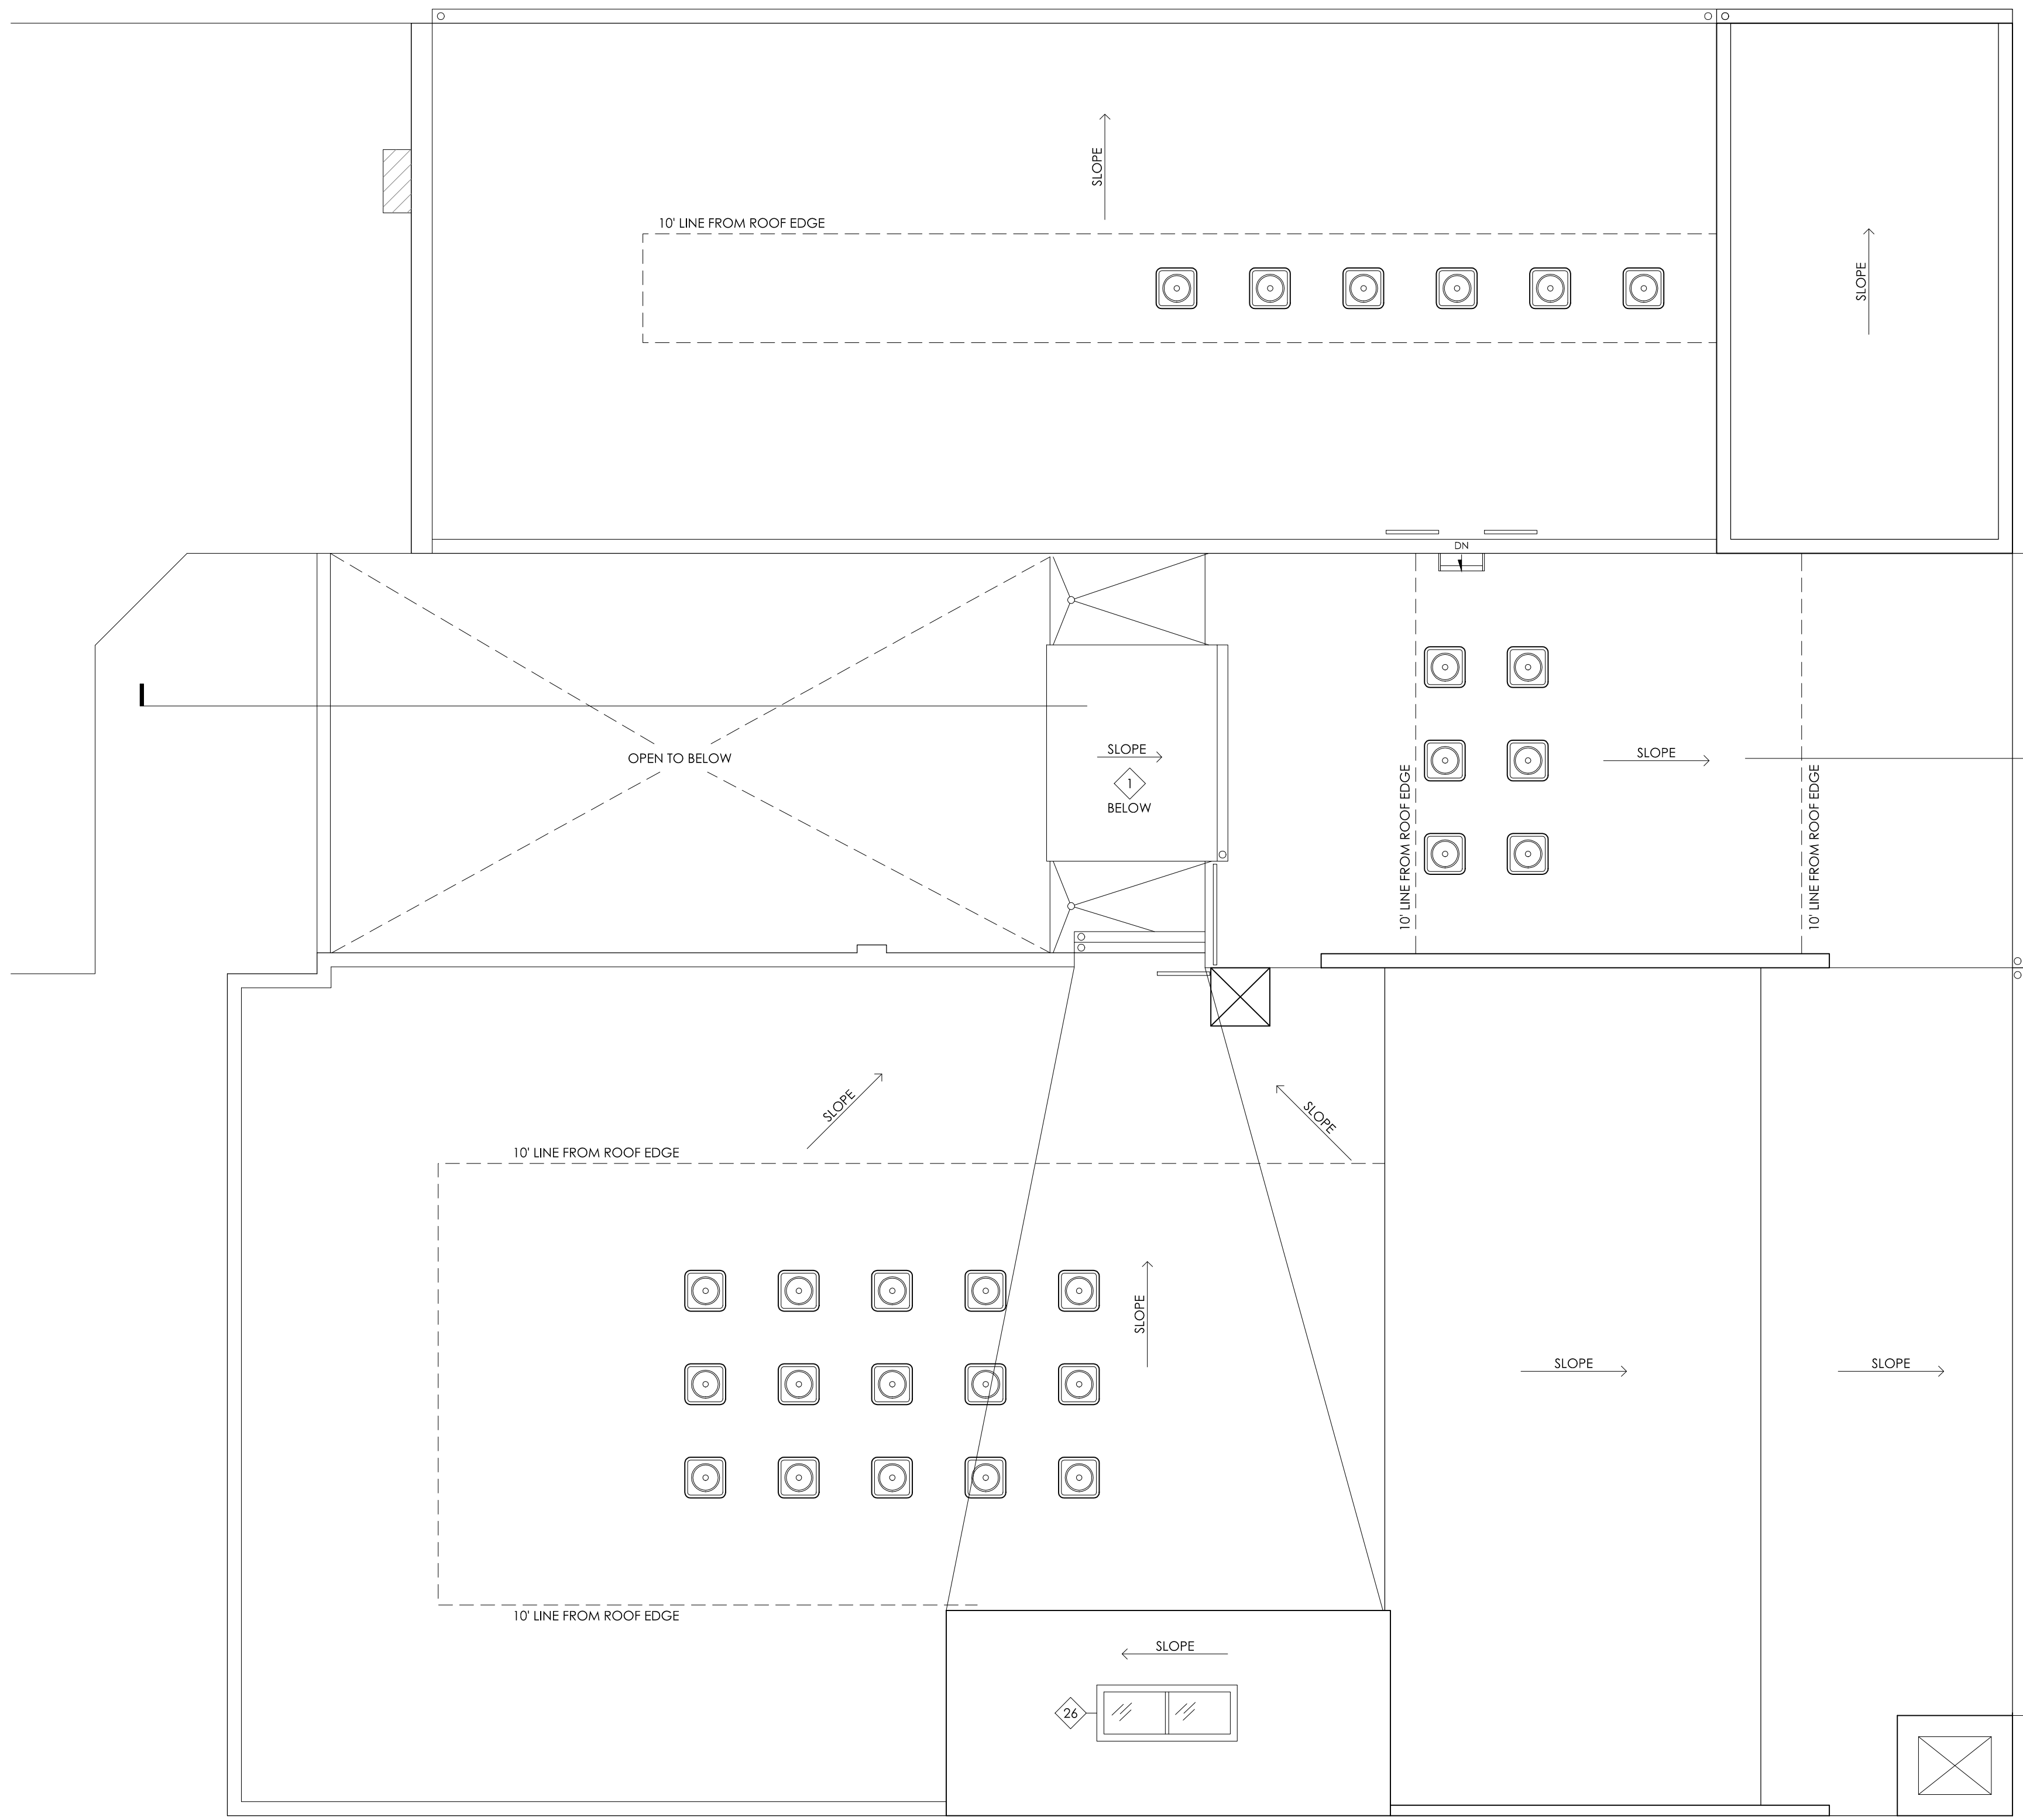 SLOPE
10' LINE FROM ROOF EDGE
SLOPE
DN
SLOPE
1
BELOW
OPEN TO BELOW
SLOPE
10' LINE FROM ROOF EDGE
10' LINE FROM ROOF EDGE
SLOPE
SLOPE
10' LINE FROM ROOF EDGE
SLOPE
SLOPE
SLOPE
10' LINE FROM ROOF EDGE
SLOPE
26